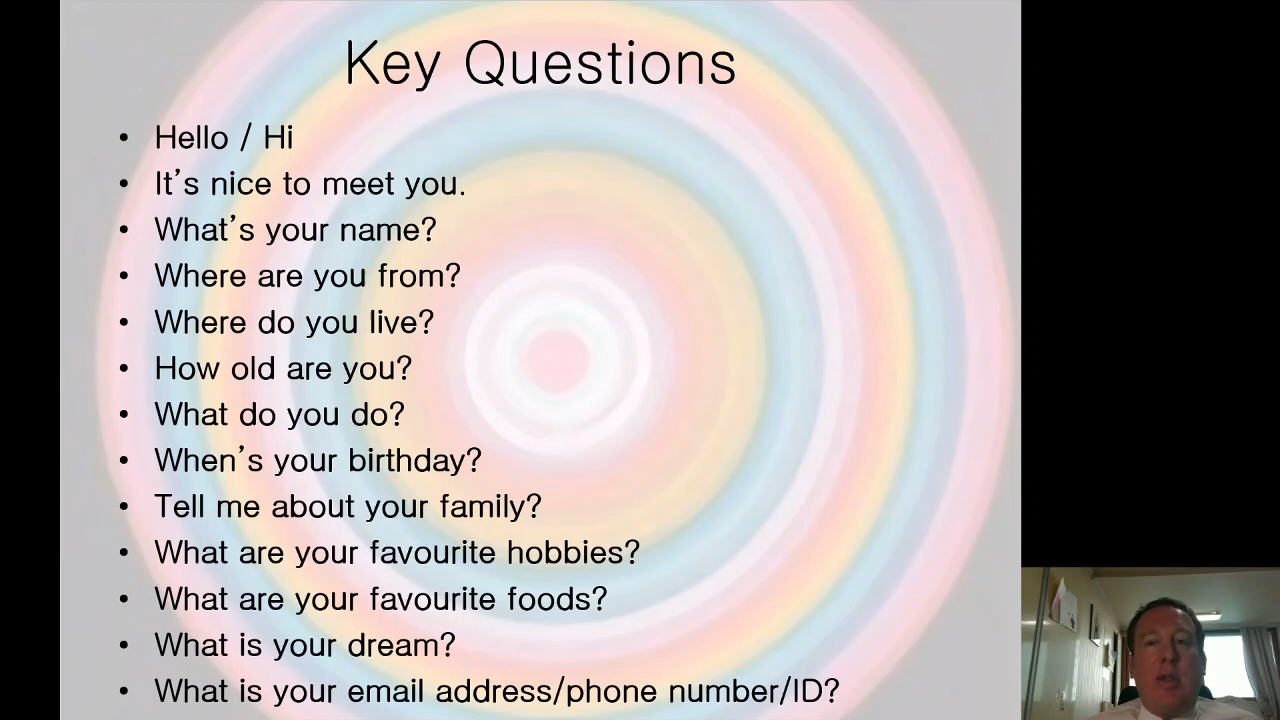 Key Questions
• Hello / Hi
• It’s nice to meet you.
• What’s your name?
• Where are you from?
• Where do you live?
• How old are you?
• What do you do?
• When’s your birthday?
• Tell me about your family?
• What are your favourite hobbies?
• What are your favourite foods?
• What is your dream?
• What is your email address/phone number/ID?